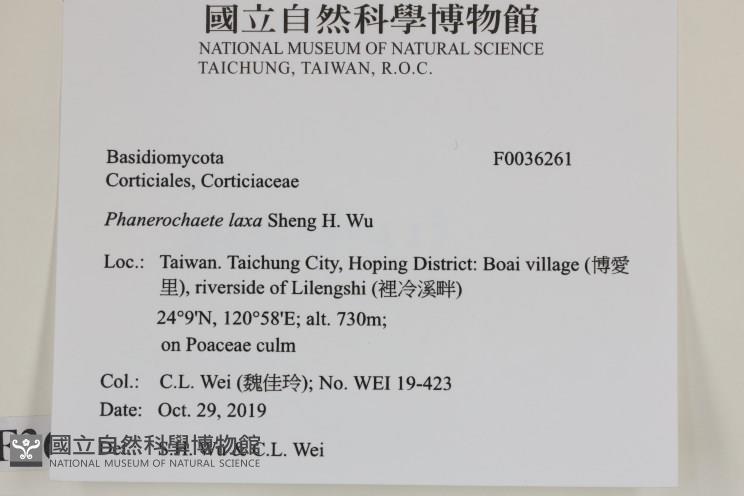 國立自然科學博物館
NATIONAL MUSEUM OF NATURAL SCIENCE
TAICHUNG, TAIWAN, R.O.C.
Basidiomycota
F0036261
Corticiales, Corticiaceae
Phanerochaete laxa Sheng H. Wu
Loc.: Taiwan. Taichung City, Hoping District: Boai village (博愛
里), riverside of Lilengshi (裡冷溪畔)
24°9'N, 120°58'E; alt. 730m;
on Poaceae culm
Col.: C.L. Wei (魏佳玲); No. WEI 19-423
Date: Oct. 29, 2019
Det.: S.H. Wu & C.L. Wei
國立自然科學博物館
NATIONAL MUSEUM OF NATURAL SCIENCE